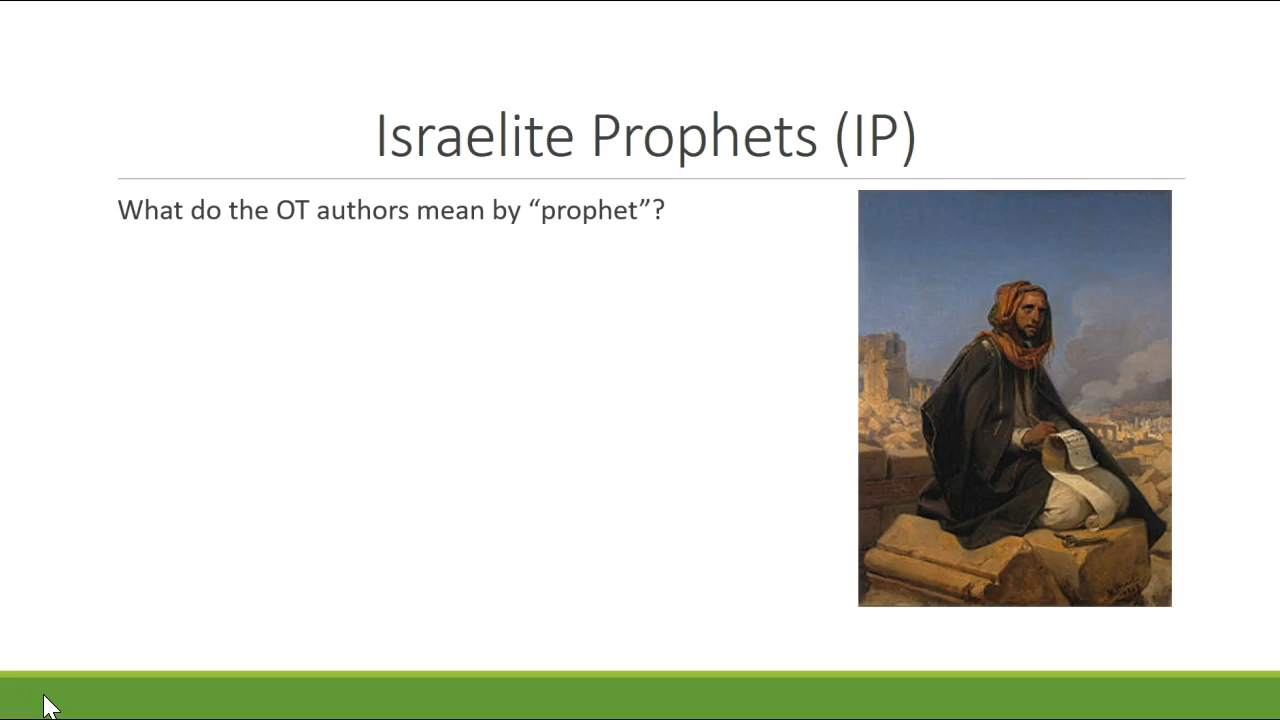 Israelite Prophets (IP)
What do the OT authors mean by “prophet”?